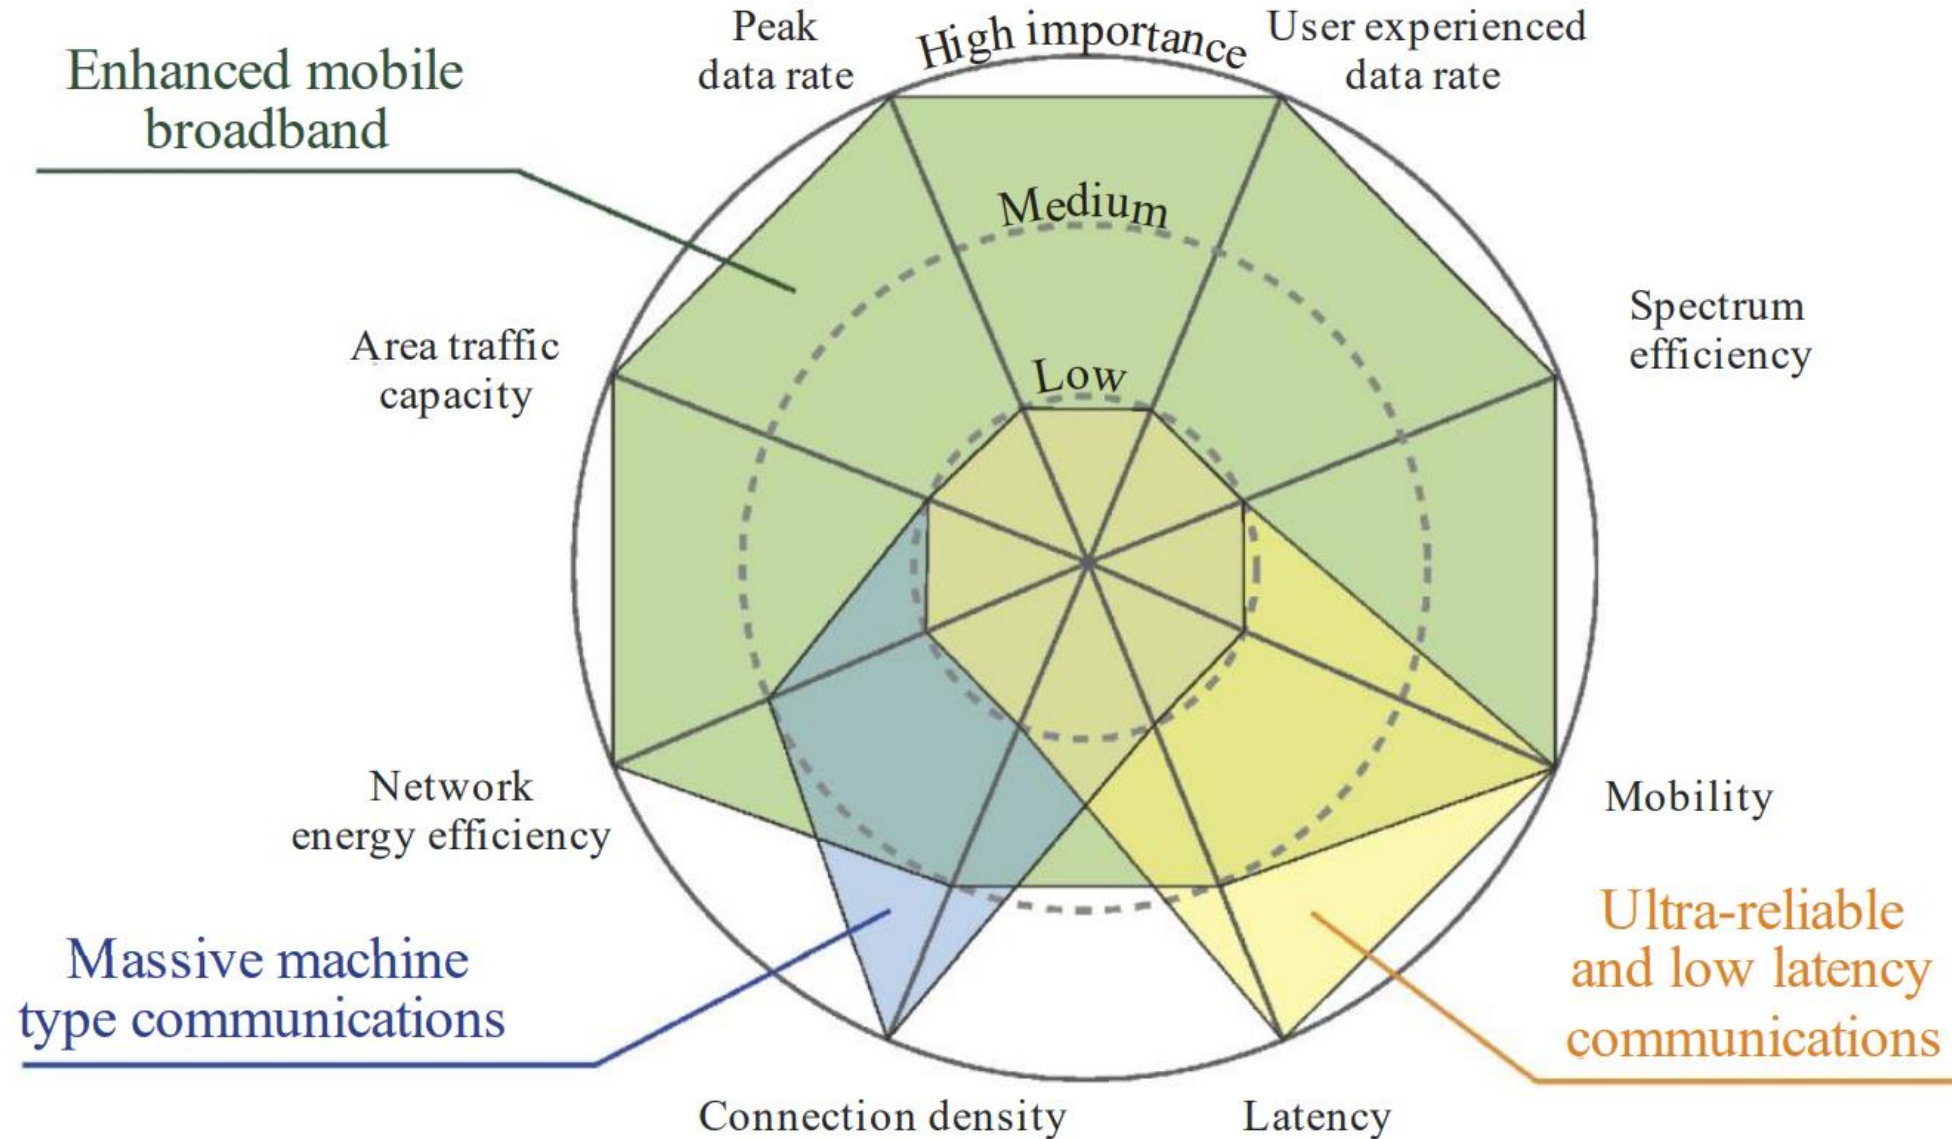 Peak
data rate
High importance
User experienced
data rate
Enhanced mobile
broadband
Medium
Spectrum
efficiency
Area traffic
capacity
Low
Network
energy efficiency
Mobility
Massive machine
type communications
Ultra-reliable
and low latency
communications
Connection density
Latency